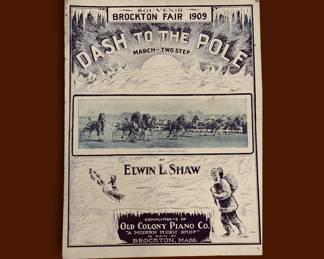 SOUVENIR
BROCKTON FAIR 1909
DASH TO THE POLE
MARCH-TWO STEP
BY
ELWIN L. SHAW
COMPLIMENTS OF
OLD COLONY PIANO CO.
"A MODERN MUSIC SHOP"
BROCKTON, MASS.